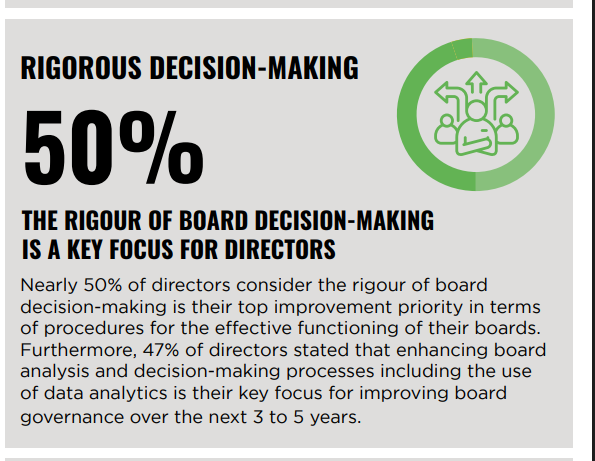 RIGOROUS DECISION-MAKING
50%
THE RIGOUR OF BOARD DECISION-MAKING
IS A KEY FOCUS FOR DIRECTORS
Nearly 50% of directors consider the rigour of board
decision-making is their top improvement priority in terms
of procedures for the effective functioning of their boards.
Furthermore, 47% of directors stated that enhancing board
analysis and decision-making processes including the use
of data analytics is their key focus for improving board
governance over the next 3 to 5 years.